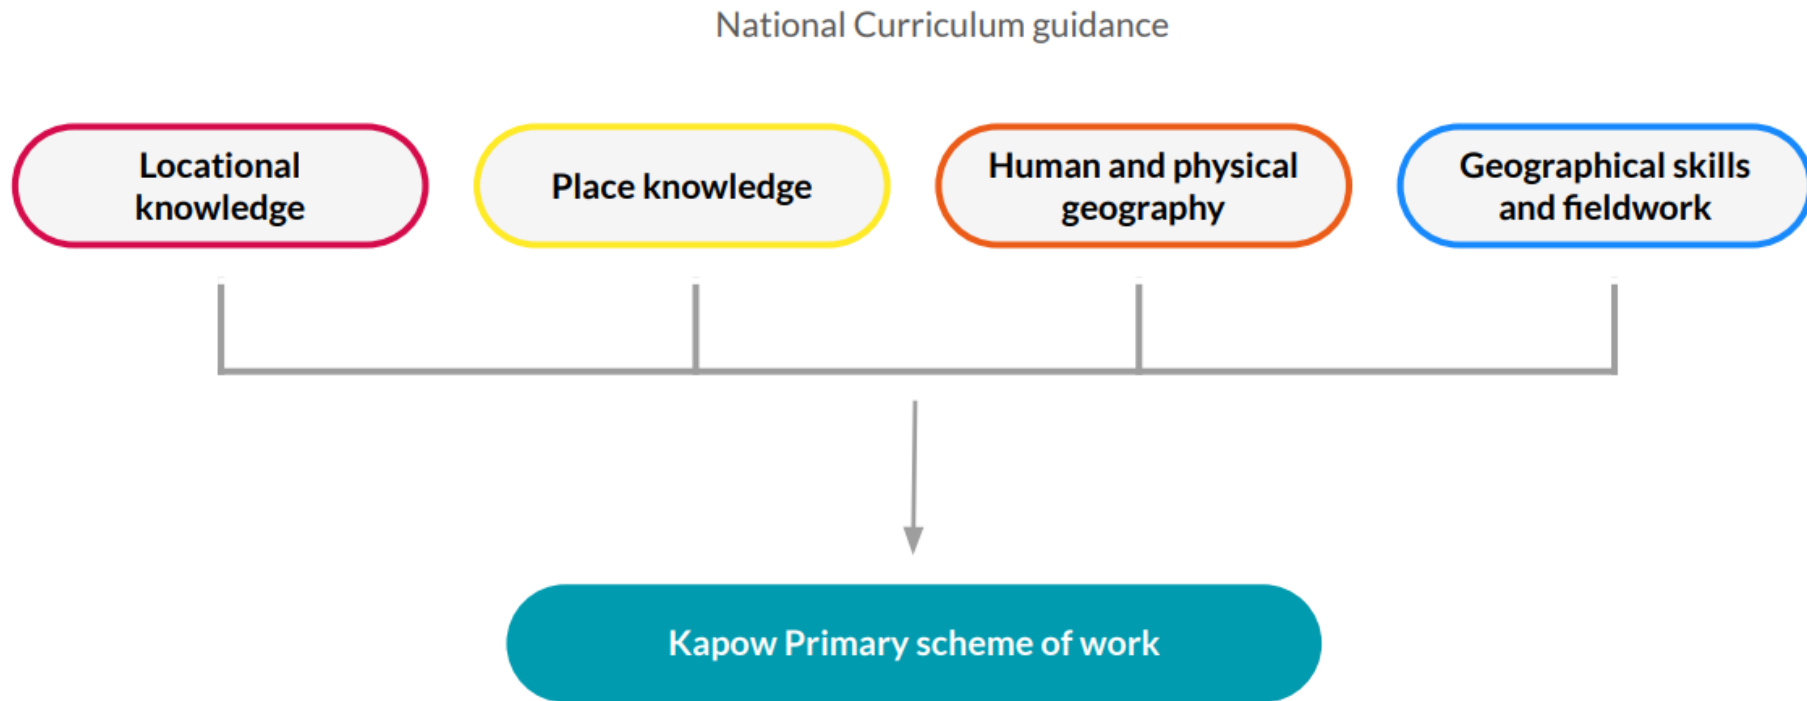 National Curriculum guidance
Locational
knowledge
Place knowledge
Human and physical
geography
Geographical skills
and fieldwork
Kapow Primary scheme of work